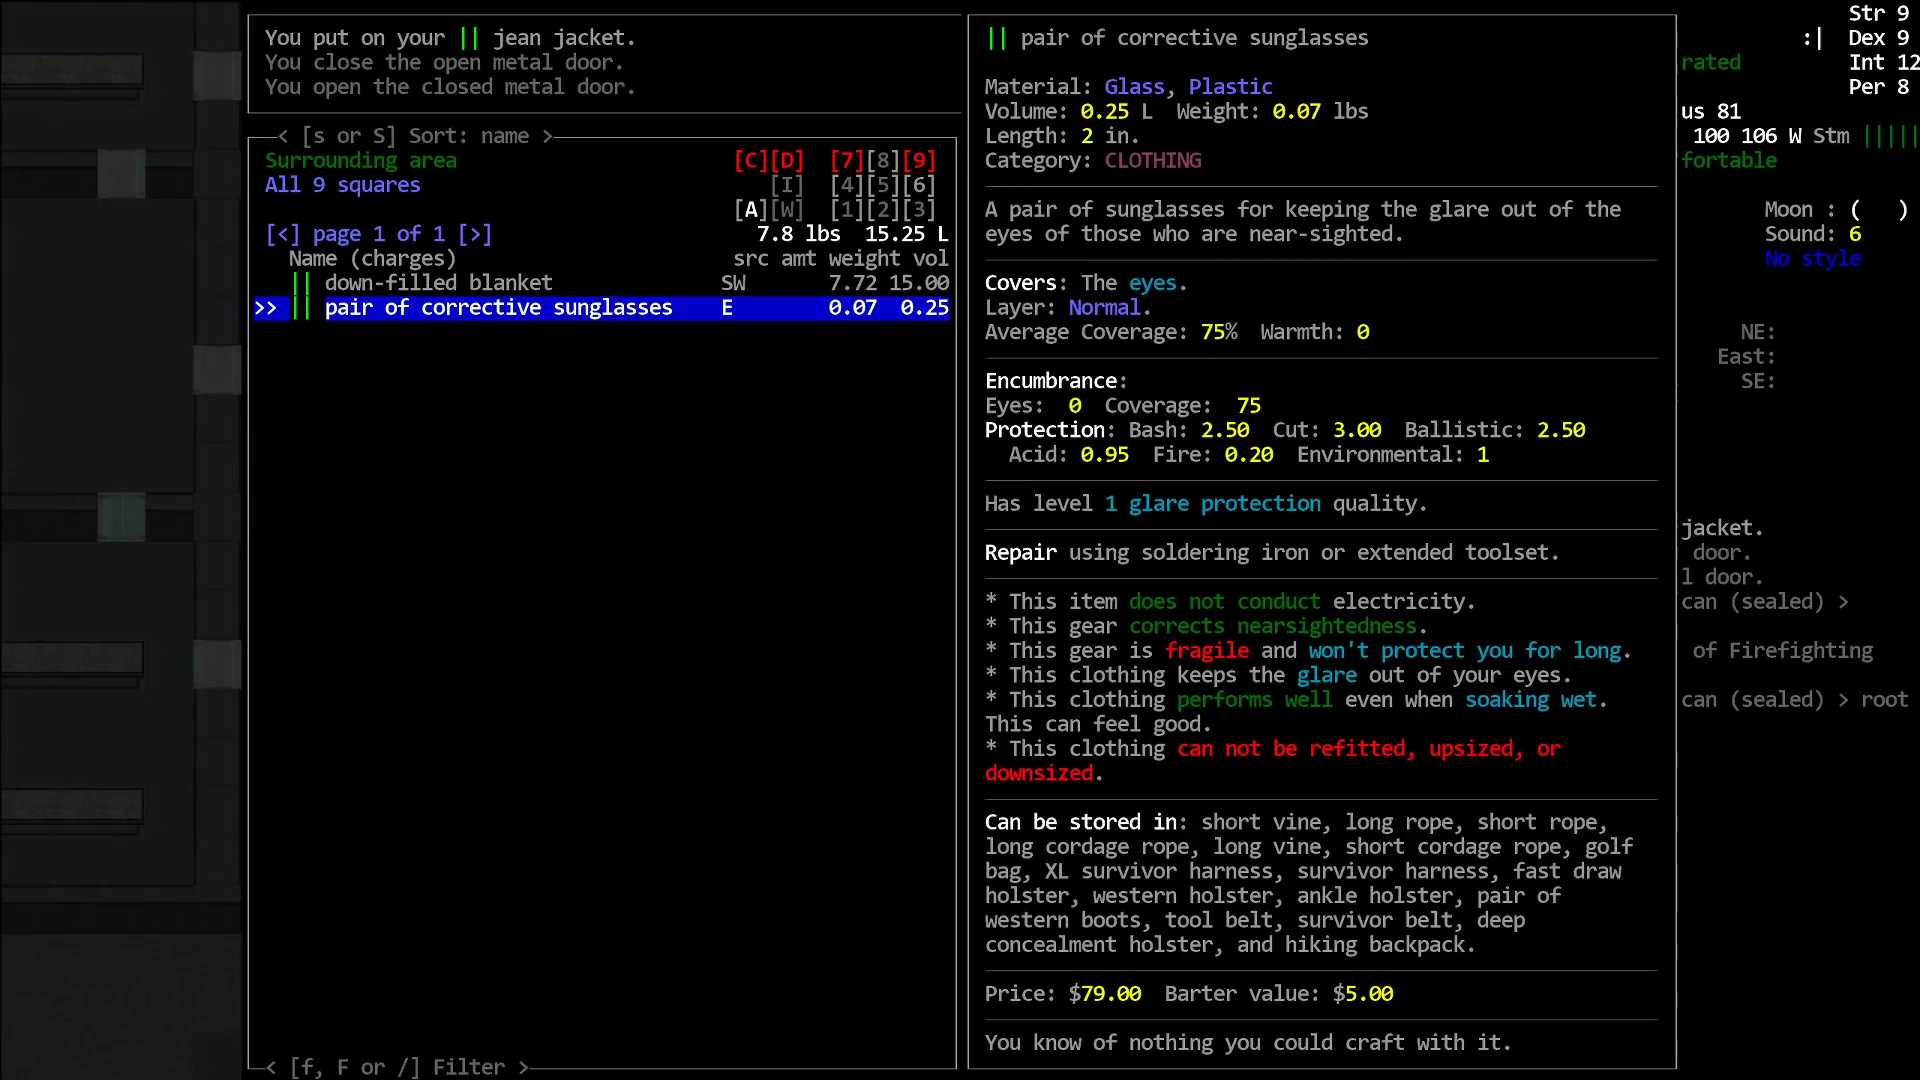 You put on your || jean jacket.
You close the open metal door.
You open the closed metal door.
< [s or S] Sort: name >
Surrounding area [C][D] [7][8][9]
All 9 squares [I] [4][5][6]
[A][W] [1][2][3]
[<] page 1 of 1 [>] 7.8 lbs 15.25 L
Name (charges) src amt weight vol
|| down-filled blanket SW 7.72 15.00
>> || pair of corrective sunglasses E 0.07 0.25
< [f, F or /] Filter >
|| pair of corrective sunglasses
Material: Glass, Plastic
Volume: 0.25 L Weight: 0.07 lbs
Length: 2 in.
Category: CLOTHING
A pair of sunglasses for keeping the glare out of the
eyes of those who are near-sighted.
Covers: The eyes.
Layer: Normal.
Average Coverage: 75% Warmth: 0
Encumbrance:
Eyes: 0 Coverage: 75
Protection: Bash: 2.50 Cut: 3.00 Ballistic: 2.50
Acid: 0.95 Fire: 0.20 Environmental: 1
Has level 1 glare protection quality.
Repair using soldering iron or extended toolset.
* This item does not conduct electricity.
* This gear corrects nearsightedness.
* This gear is fragile and won't protect you for long.
* This clothing keeps the glare out of your eyes.
* This clothing performs well even when soaking wet.
This can feel good.
* This clothing can not be refitted, upsized, or
downsized.
Can be stored in: short vine, long rope, short rope,
long cordage rope, long vine, short cordage rope, golf
bag, XL survivor harness, survivor harness, fast draw
holster, western holster, ankle holster, pair of
western boots, tool belt, survivor belt, deep
concealment holster, and hiking backpack.
Price: $79.00 Barter value: $5.00
You know of nothing you could craft with it.
Str 9
:| Dex 9
rated Int 12
Per 8
us 81
100 106 W Stm |||||
fortable
Moon : ( )
Sound: 6
No style
NE:
East:
SE:
jacket.
door.
l door.
can (sealed) >
of Firefighting
can (sealed) > root